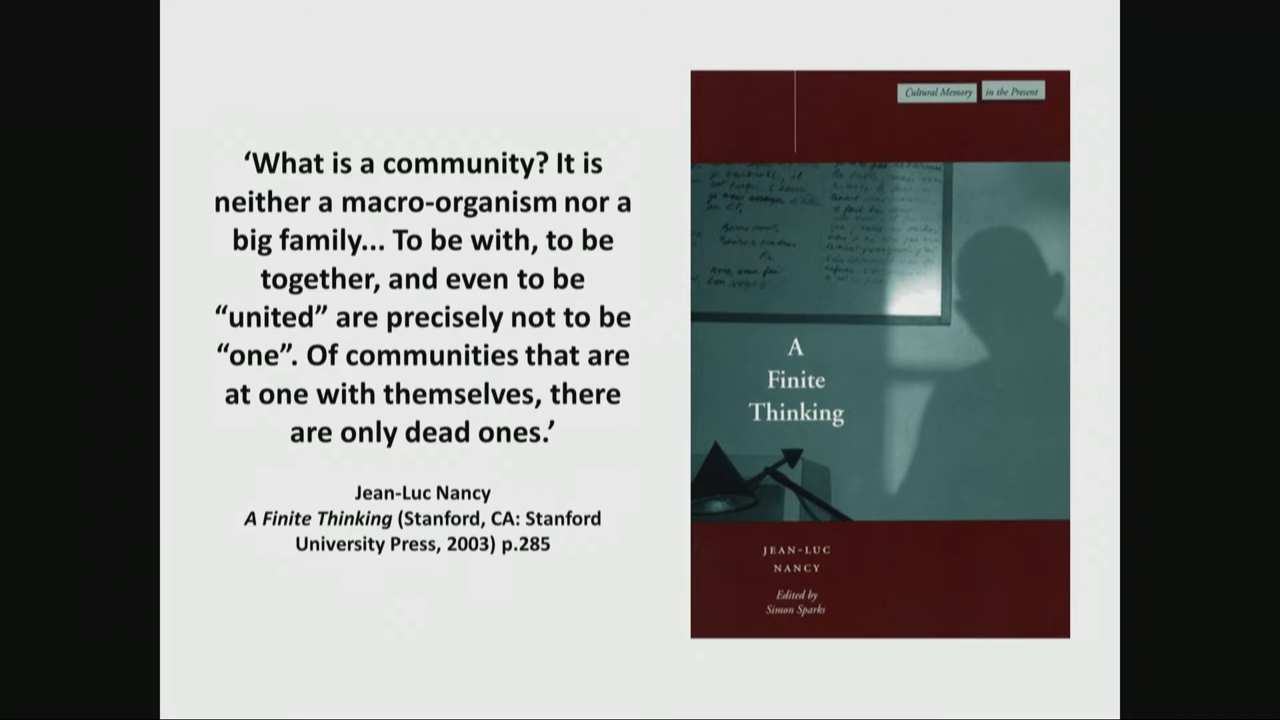 ‘What is a community? It is
neither a macro-organism nor a
big family... To be with, to be
together, and even to be
“united” are precisely not to be
“one”. Of communities that are
at one with themselves, there
are only dead ones.’
Jean-Luc Nancy
A Finite Thinking (Stanford, CA: Stanford
University Press, 2003) p.285
Cultural Memory in the Present
A
Finite
Thinking
JEAN-LUC
NANCY
Edited by
Simon Sparks